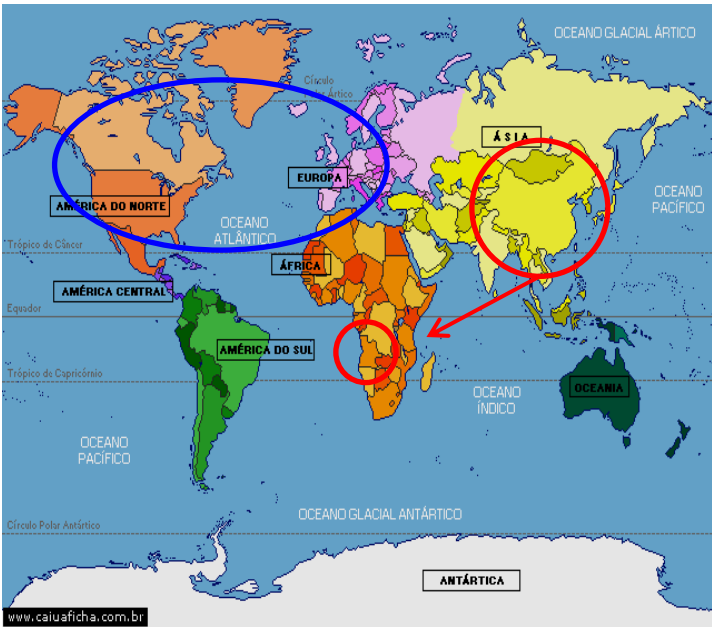 OCEANO GLACIAL ÁRTICO
Círculo
Polar Ártico
ÁSIA
EUROPA
AMÉRICA DO NORTE
OCEANO
PACÍFICO
OCEANO
ATLÂNTICO
Trópico de Câncer
ÁFRICA
AMÉRICA CENTRAL
Equador
AMÉRICA DO SUL
Trópico de Capricórnio
OCEANIA
OCEANO
ÍNDICO
OCEANO
PACÍFICO
OCEANO GLACIAL ANTÁRTICO
Círculo Polar Antártico
ANTÁRTICA
www.caiuaficha.com.br